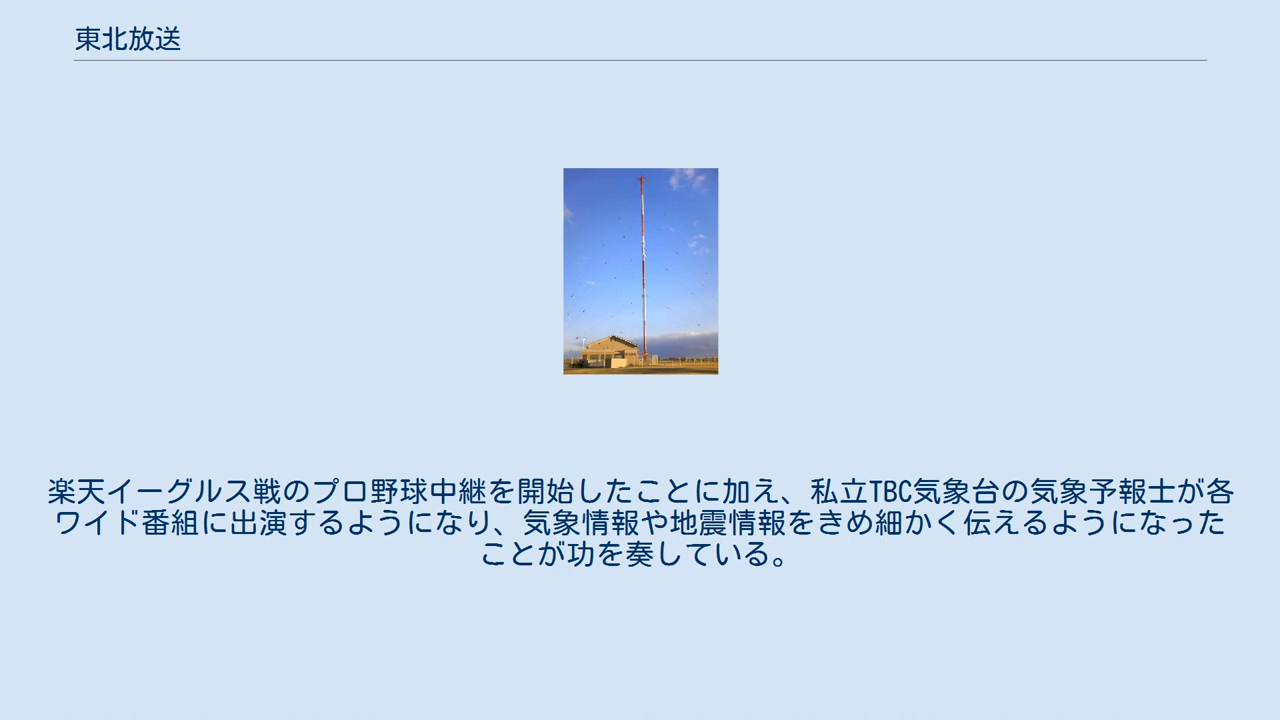 東北放送
楽天イーグルス戦のプロ野球中継を開始したことに加え、私立TBC気象台の気象予報士が各
ワイド番組に出演するようになり、気象情報や地震情報をきめ細かく伝えるようになった
ことが功を奏している。